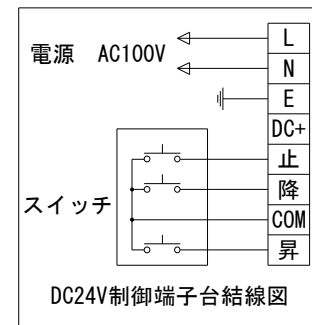 電源 AC100V
L
N
E
DC+
止
降
COM
昇
スイッチ
DC24V制御端子台結線図